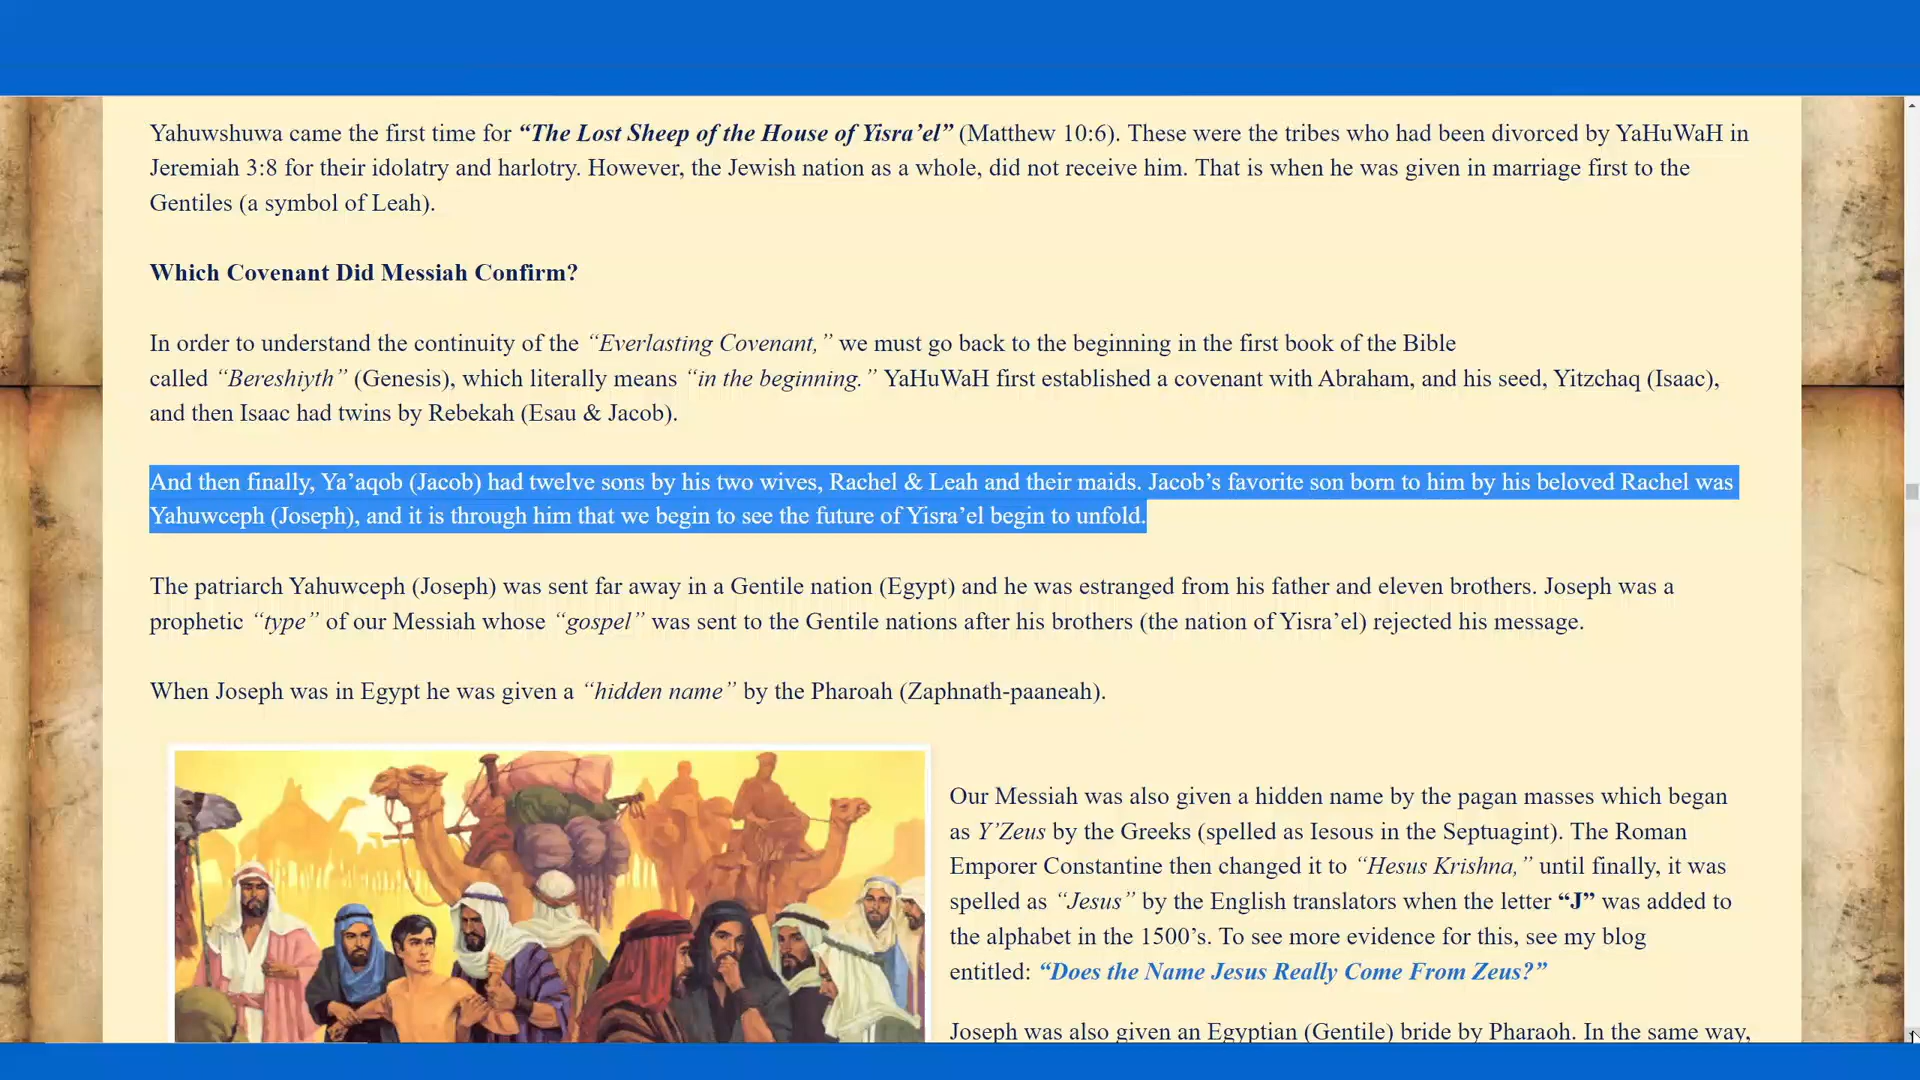 Yahuwshuwa came the first time for “The Lost Sheep of the House of Yisra’el” (Matthew 10:6). These were the tribes who had been divorced by YaHuWaH in
Jeremiah 3:8 for their idolatry and harlotry. However, the Jewish nation as a whole, did not receive him. That is when he was given in marriage first to the
Gentiles (a symbol of Leah).
Which Covenant Did Messiah Confirm?
In order to understand the continuity of the “Everlasting Covenant,” we must go back to the beginning in the first book of the Bible
called “Bereshiyth” (Genesis), which literally means “in the beginning.” YaHuWaH first established a covenant with Abraham, and his seed, Yitzchaq (Isaac),
and then Isaac had twins by Rebekah (Esau & Jacob).
And then finally, Ya’aqob (Jacob) had twelve sons by his two wives, Rachel & Leah and their maids. Jacob’s favorite son born to him by his beloved Rachel was
Yahuwceph (Joseph), and it is through him that we begin to see the future of Yisra’el begin to unfold.
The patriarch Yahuwceph (Joseph) was sent far away in a Gentile nation (Egypt) and he was estranged from his father and eleven brothers. Joseph was a
prophetic “type” of our Messiah whose “gospel” was sent to the Gentile nations after his brothers (the nation of Yisra’el) rejected his message.
When Joseph was in Egypt he was given a “hidden name” by the Pharoah (Zaphnath-paaneah).
Our Messiah was also given a hidden name by the pagan masses which began
as Y’Zeus by the Greeks (spelled as Iesous in the Septuagint). The Roman
Emporer Constantine then changed it to “Hesus Krishna,” until finally, it was
spelled as “Jesus” by the English translators when the letter “J” was added to
the alphabet in the 1500’s. To see more evidence for this, see my blog
entitled: “Does the Name Jesus Really Come From Zeus?”
Joseph was also given an Egyptian (Gentile) bride by Pharaoh. In the same way,